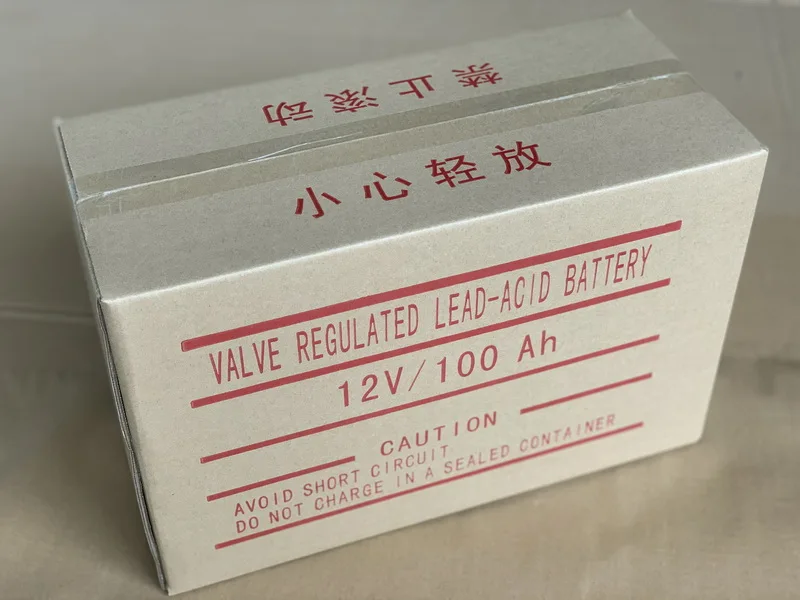 禁止滚动
小心轻放
VALVE REGULATED LEAD-ACID BATTERY
12V/100 Ah
CAUTION
AVOID SHORT CIRCUIT
DO NOT CHARGE IN A SEALED CONTAINER